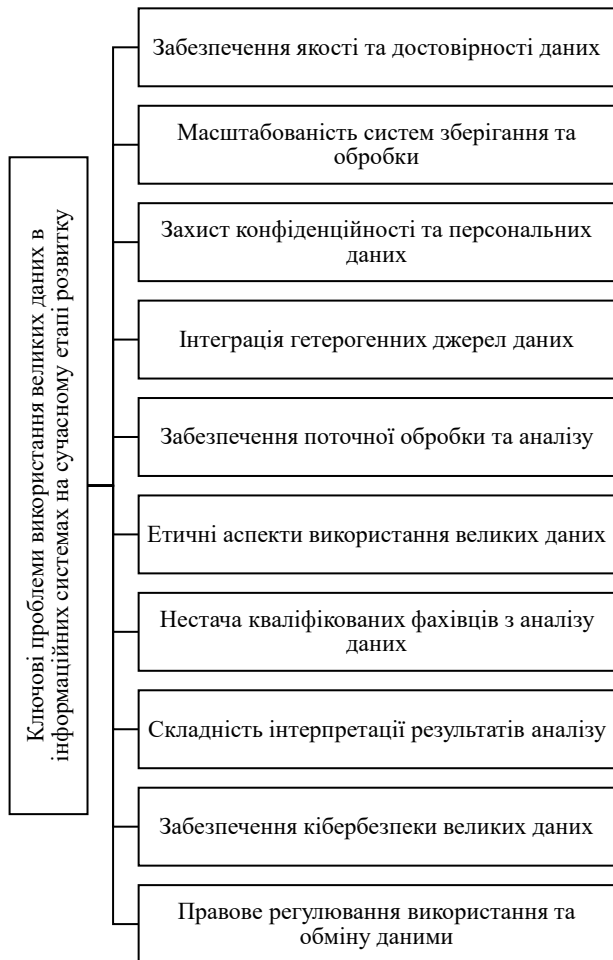 Ключові проблеми використання великих даних в
інформаційних системах на сучасному етапі розвитку
Забезпечення якості та достовірності даних
Масштабованість систем зберігання та
обробки
Захист конфіденційності та персональних
даних
Інтеграція гетерогенних джерел даних
Забезпечення поточної обробки та аналізу
Етичні аспекти використання великих даних
Нестача кваліфікованих фахівців з аналізу
даних
Складність інтерпретації результатів аналізу
Забезпечення кібербезпеки великих даних
Правове регулювання використання та
обміну даними